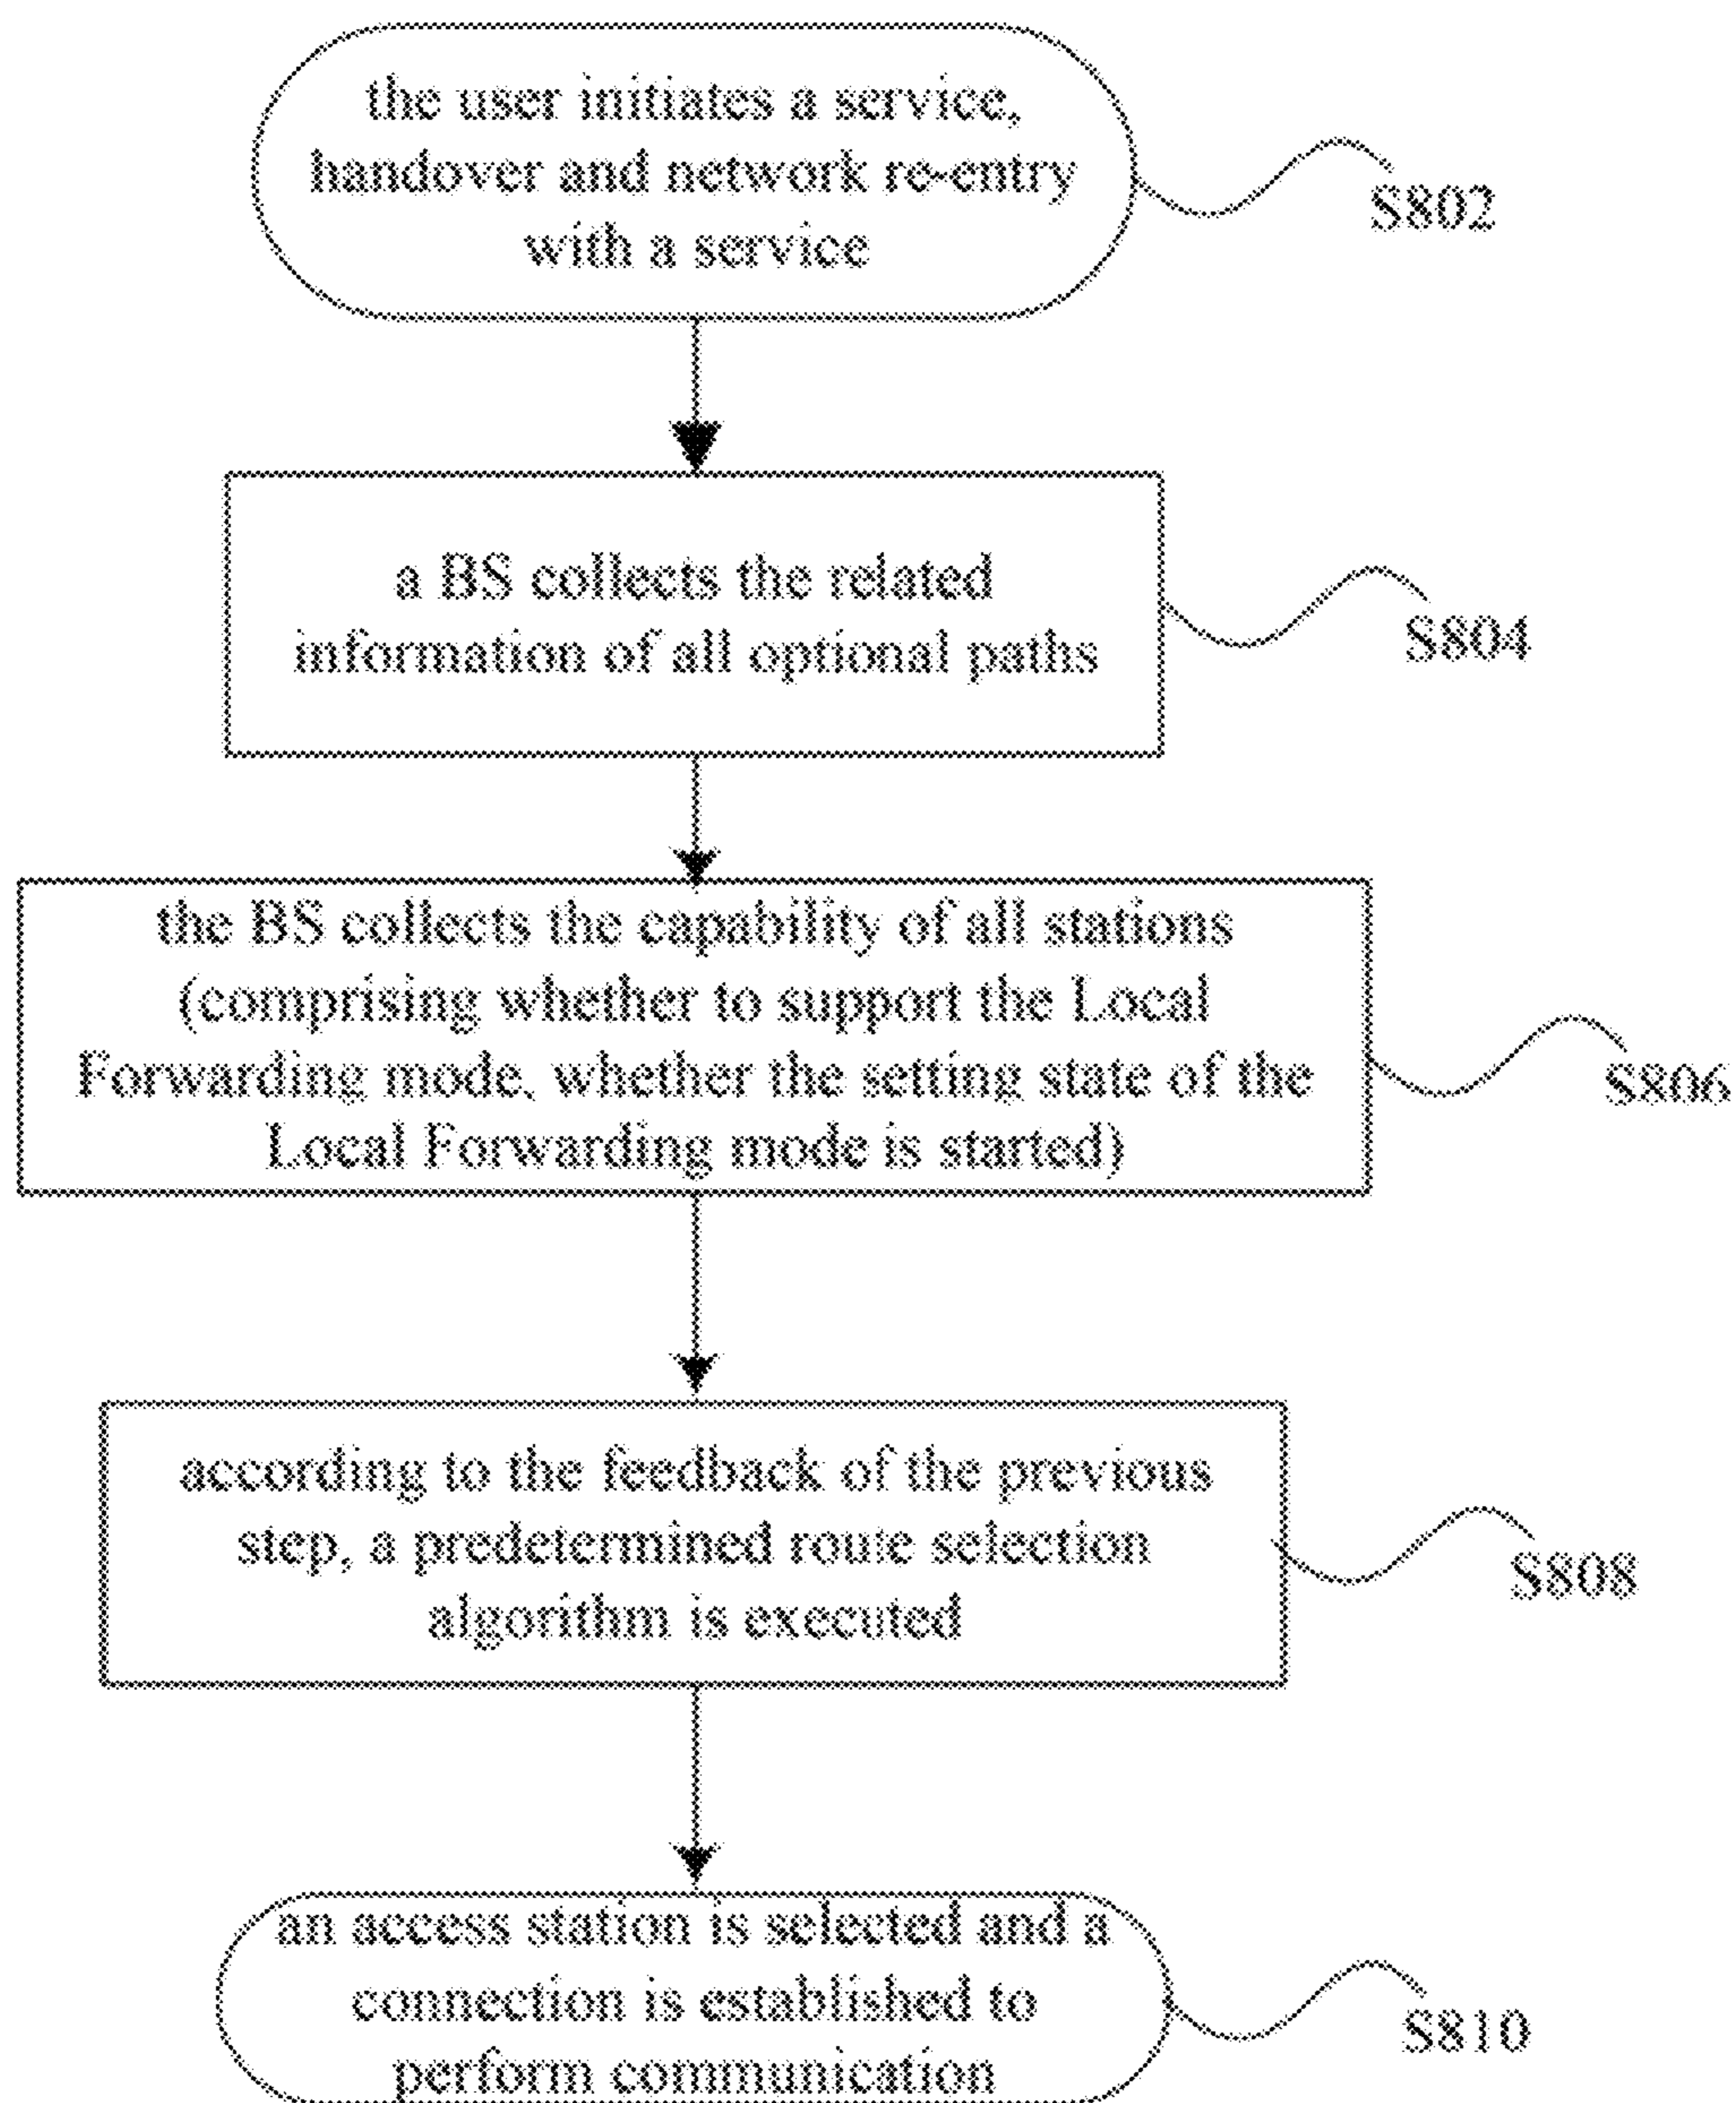 the user initiates a service,
handover and network re-entry
with a service
S802
a BS collects the related
information of all optional paths
S804
the BS collects the capability of all stations
(comprising whether to support the Local
Forwarding mode, whether the setting state of the
Local Forwarding mode is started)
S806
according to the feedback of the previous
step, a predetermined route selection
algorithm is executed
S808
an access station is selected and a
connection is established to
perform communication
S810